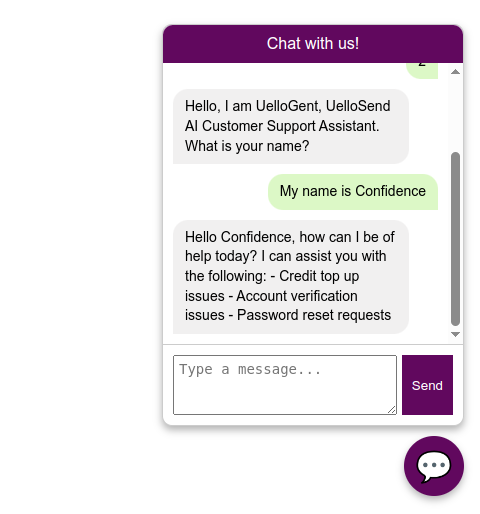 Chat with us!
2
Hello, I am UelloGent, UelloSend
AI Customer Support Assistant.
What is your name?
My name is Confidence
Hello Confidence, how can I be of
help today? I can assist you with
the following: - Credit top up
issues - Account verification
issues - Password reset requests
Type a message...
Send